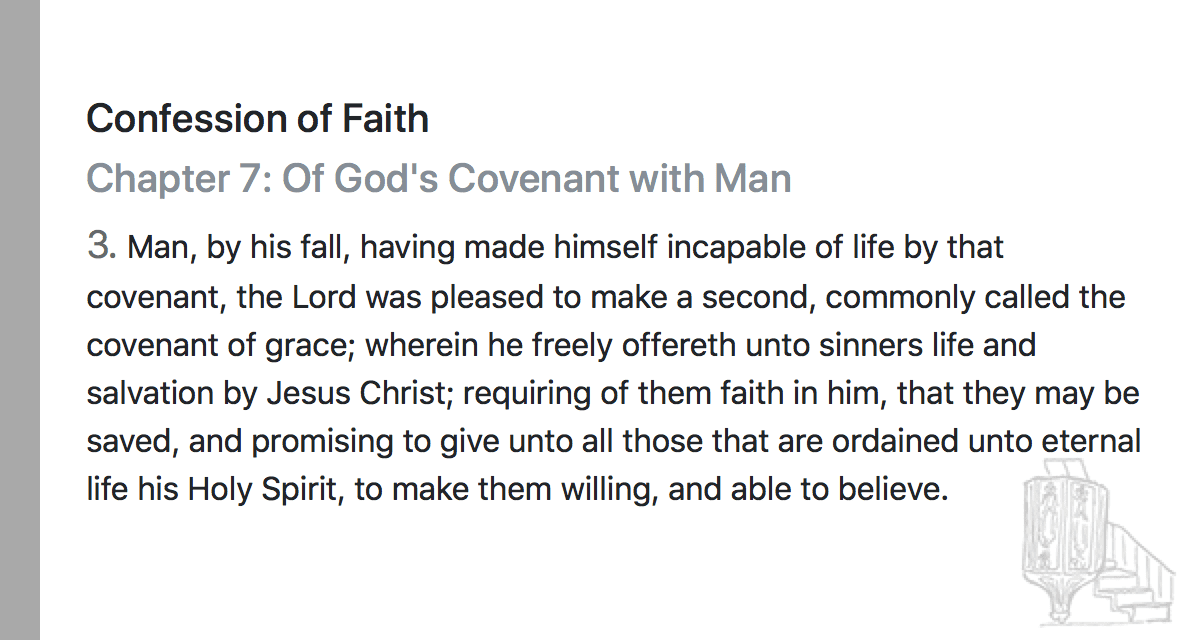 Confession of Faith
Chapter 7: Of God's Covenant with Man
3. Man, by his fall, having made himself incapable of life by that
covenant, the Lord was pleased to make a second, commonly called the
covenant of grace; wherein he freely offereth unto sinners life and
salvation by Jesus Christ; requiring of them faith in him, that they may be
saved, and promising to give unto all those that are ordained unto eternal
life his Holy Spirit, to make them willing, and able to believe.